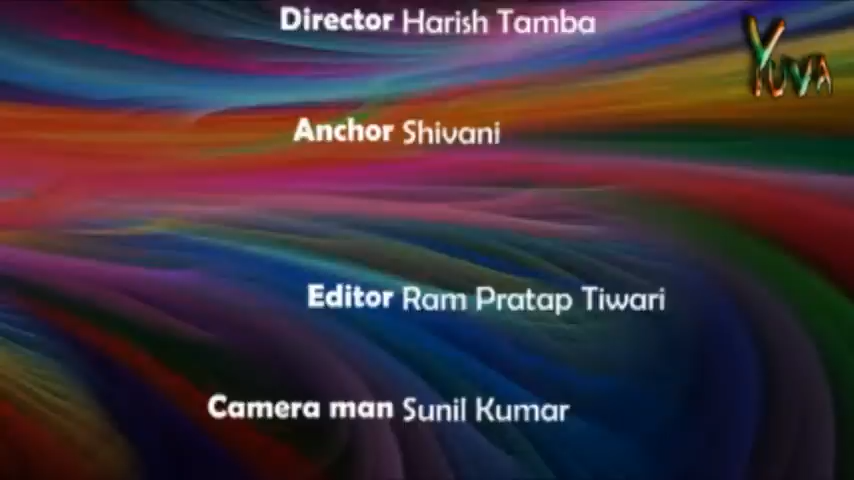 Director Harish Tamba
YUVA
Anchor Shivani
Editor Ram Pratap Tiwari
Camera man Sunil Kumar